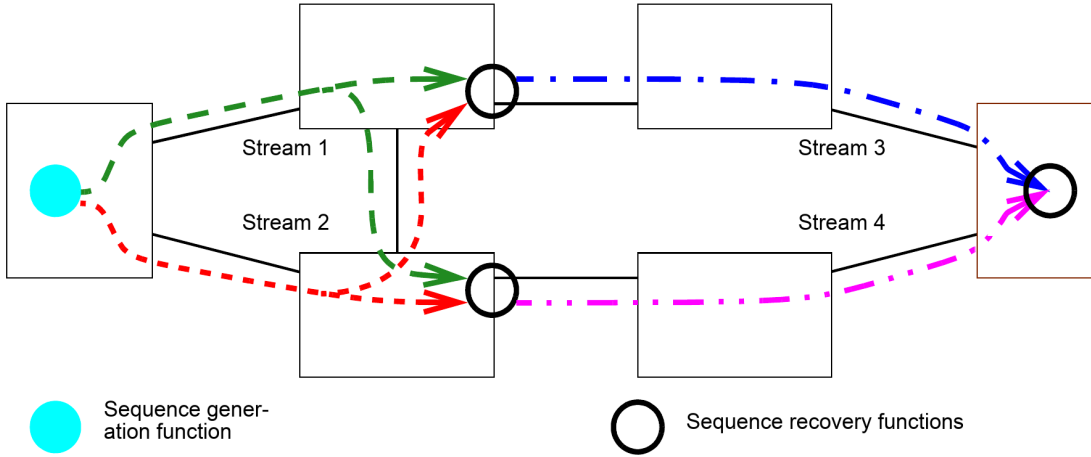 Stream 1
Stream 3
Stream 2
Stream 4
Sequence gener-
ation function
Sequence recovery functions